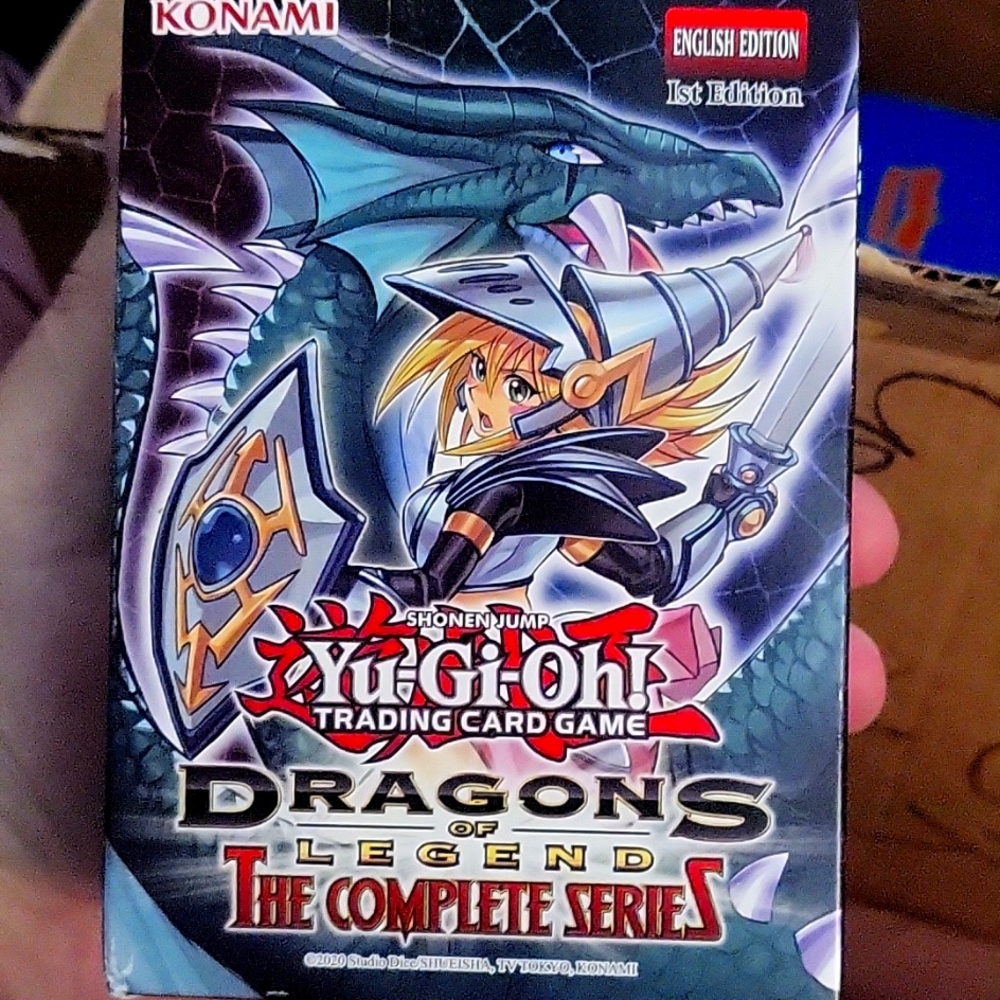 KONAMI
ENGLISH EDITION
1st Edition
SHONEN JUMP
Yu-Gi-Oh!
TRADING CARD GAME
DRAGONS
OF
LEGEND
THE COMPLETE SERIES
©2020 Studio Dice/SHUEISHA, TV TOKYO, KONAMI